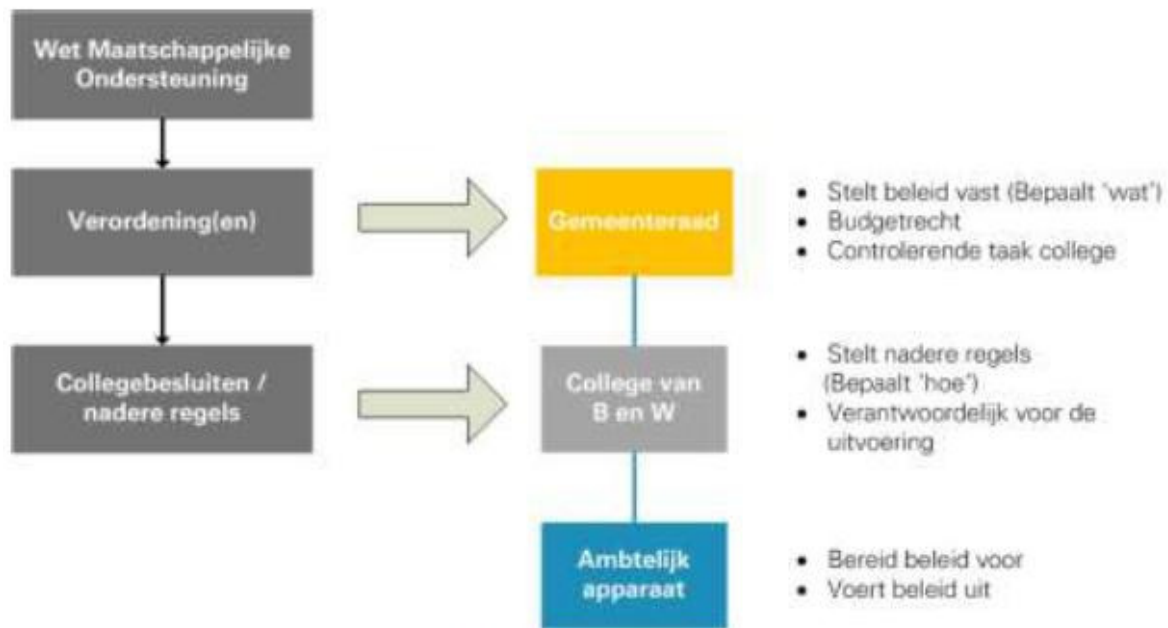 Wet Maatschappelijke
Ondersteuning
Verordening(en)
Gemeenteraad
• Stelt beleid vast (Bepaalt 'wat')
• Budgetrecht
• Controlerende taak college
Collegebesluiten /
nadere regels
College van
B en W
• Stelt nadere regels
(Bepaalt 'hoe')
• Verantwoordelijk voor de
uitvoering
Ambtelijk
apparaat
• Bereid beleid voor
• Voert beleid uit